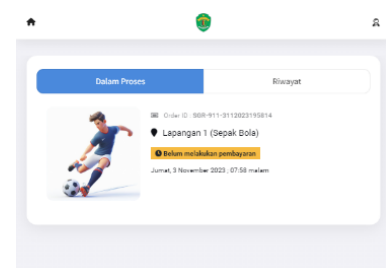 Dalam Proses
Riwayat
Order ID : SGR-911-3112023195814
Lapangan 1 (Sepak Bola)
Belum melakukan pembayaran
Jumat, 3 November 2023 ; 07:58 malam